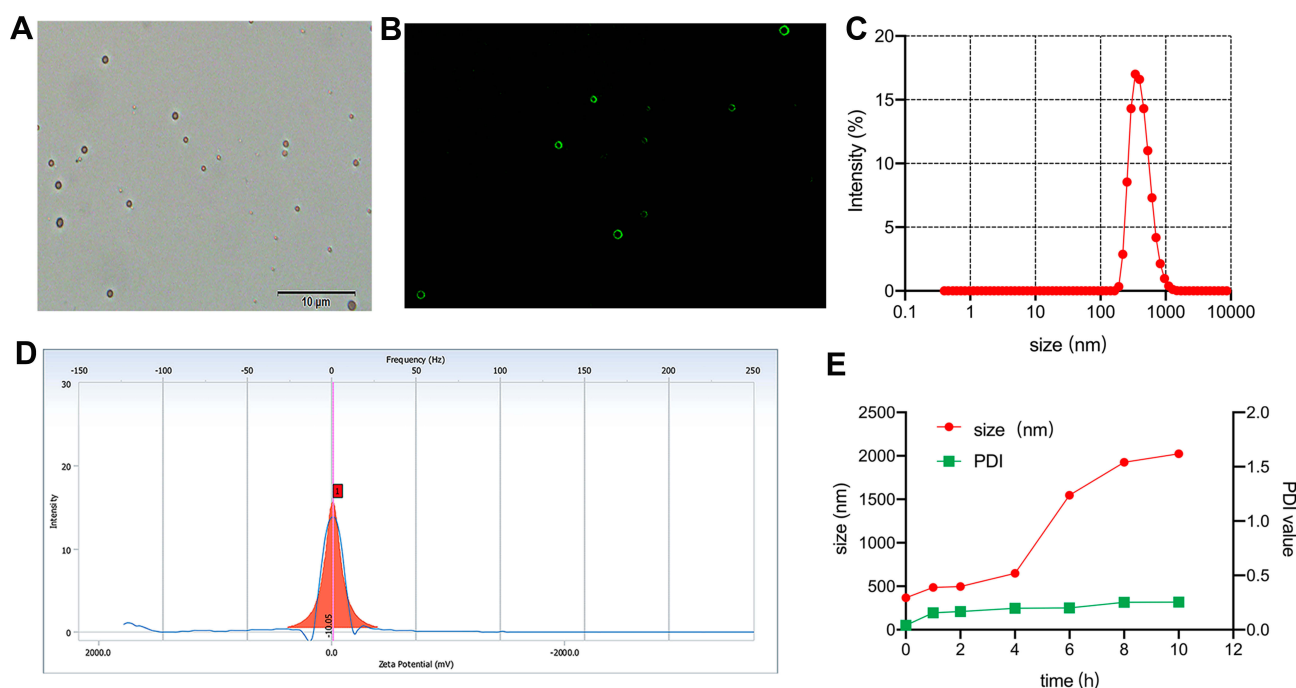 A
10 µm
B
C
20
15
10
5
0
Intensity (%)
0.1 1 10 100 1000 10000
size (nm)
D
Frequency (Hz)
-150 -100 -50 0 50 100 150 200 250
30
20
10
0
Intensity
1
-10.05
2000.0 0.0 -2000.0
Zeta Potential (mV)
E
2500
2000
1500
1000
500
0
size (nm)
size (nm)
PDI
2.0
1.5
1.0
0.5
0.0
PDI value
0 2 4 6 8 10 12
time (h)